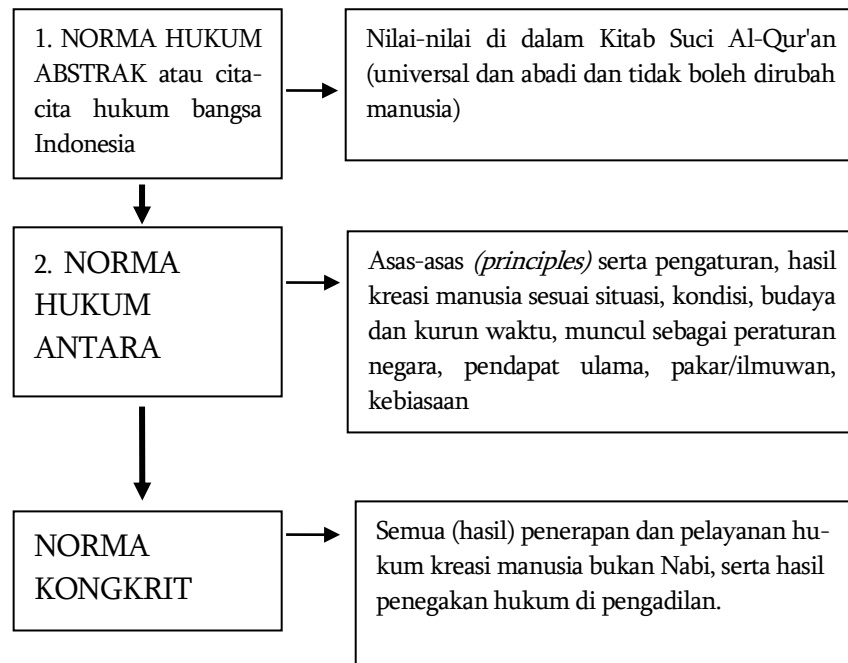 1. NORMA HUKUM
ABSTRAK atau cita-
cita hukum bangsa
Indonesia
Nilai-nilai di dalam Kitab Suci Al-Qur'an
(universal dan abadi dan tidak boleh dirubah
manusia)
2. NORMA
HUKUM
ANTARA
Asas-asas (principles) serta pengaturan, hasil
kreasi manusia sesuai situasi, kondisi, budaya
dan kurun waktu, muncul sebagai peraturan
negara, pendapat ulama, pakar/ilmuwan,
kebiasaan
NORMA
KONGKRIT
Semua (hasil) penerapan dan pelayanan hu-
kum kreasi manusia bukan Nabi, serta hasil
penegakan hukum di pengadilan.